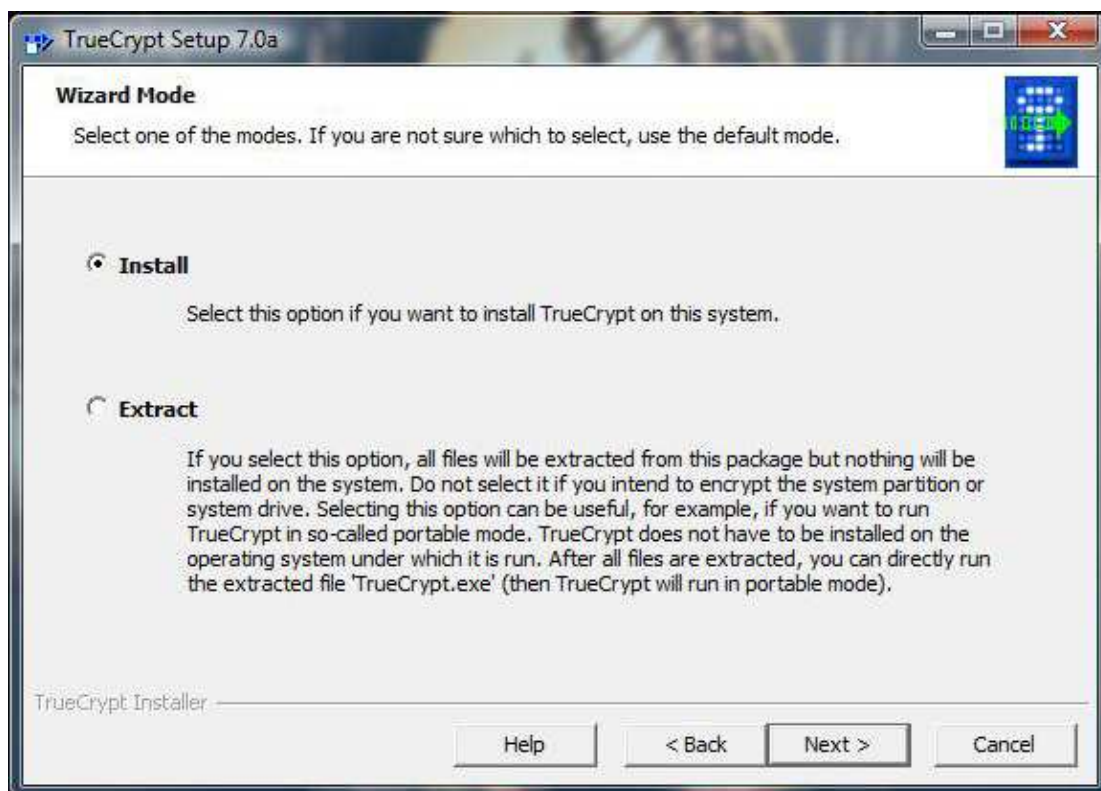 TrueCrypt Setup 7.0a
Wizard Mode
Select one of the modes. If you are not sure which to select, use the default mode.
Install
Select this option if you want to install TrueCrypt on this system.
Extract
If you select this option, all files will be extracted from this package but nothing will be
installed on the system. Do not select it if you intend to encrypt the system partition or
system drive. Selecting this option can be useful, for example, if you want to run
TrueCrypt in so-called portable mode. TrueCrypt does not have to be installed on the
operating system under which it is run. After all files are extracted, you can directly run
the extracted file 'TrueCrypt.exe' (then TrueCrypt will run in portable mode).
TrueCrypt Installer
Help < Back Next > Cancel